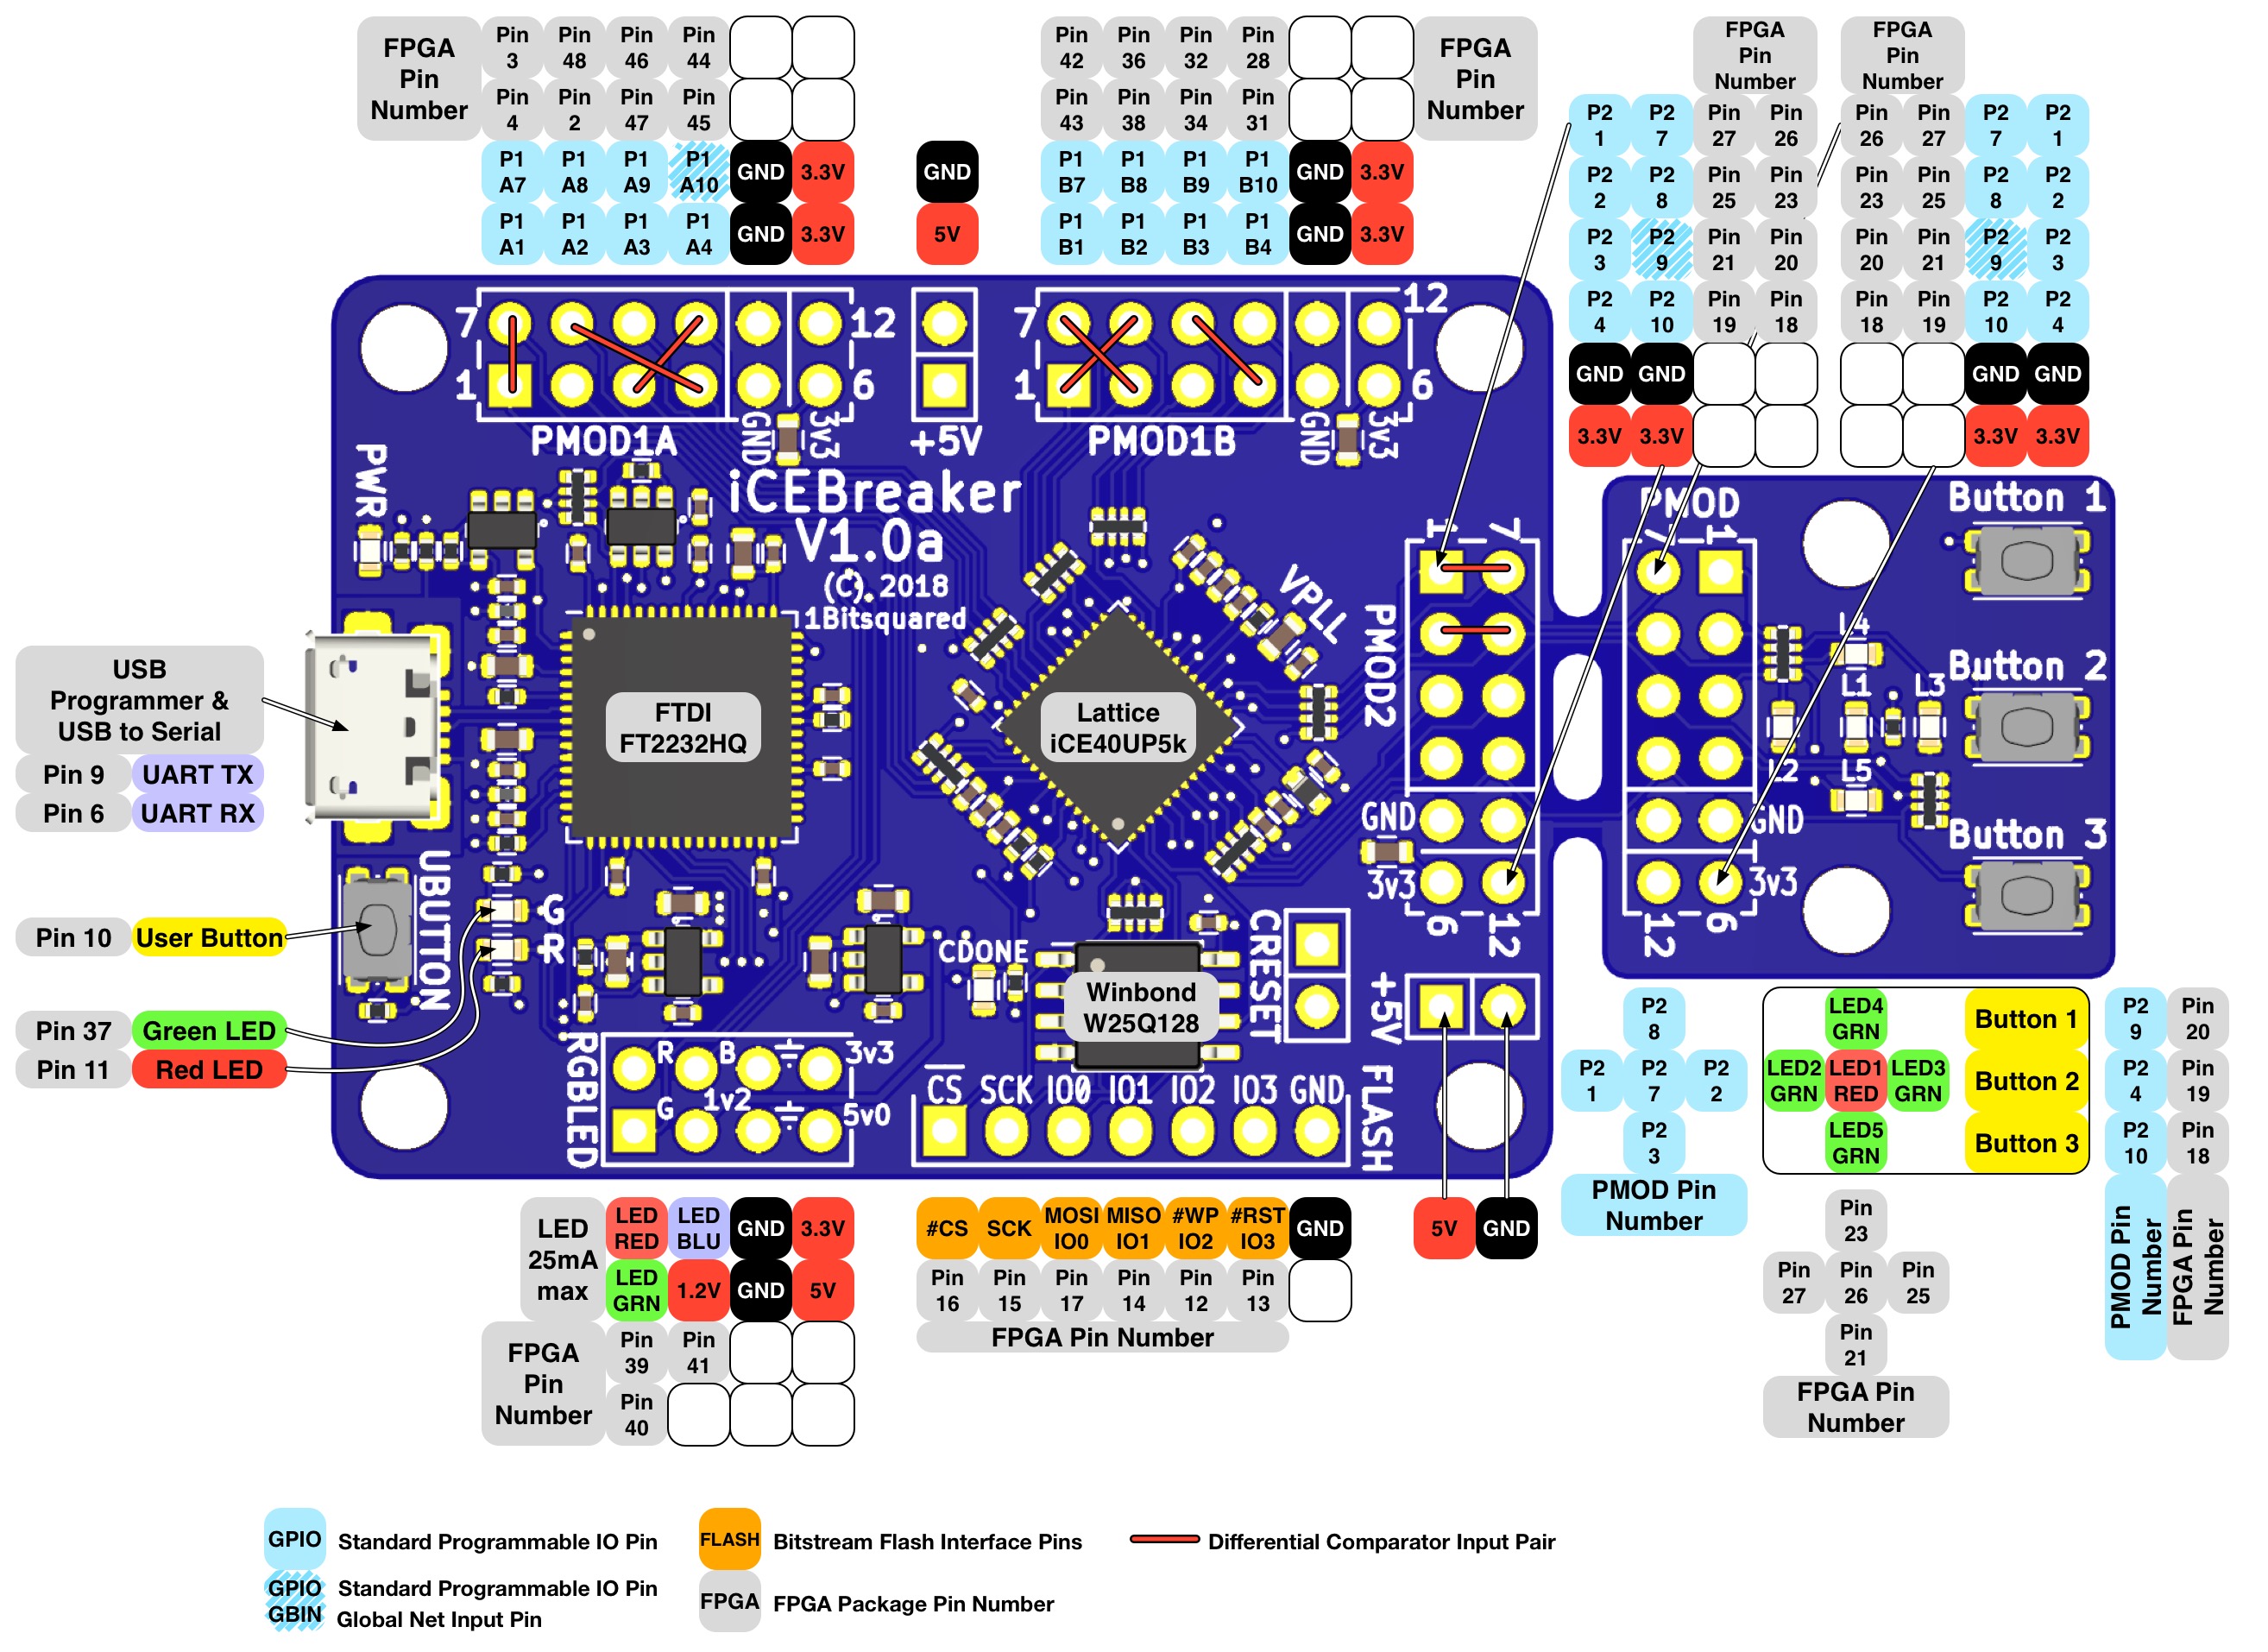 FPGA
Pin
Number
Pin 3 Pin 48 Pin 46 Pin 44
Pin 4 Pin 2 Pin 47 Pin 45
P1 A7 P1 A8 P1 A9 P1 A10 GND 3.3V
P1 A1 P1 A2 P1 A3 P1 A4 GND 3.3V
GND
5V
Pin 42 Pin 36 Pin 32 Pin 28
Pin 43 Pin 38 Pin 34 Pin 31
P1 B7 P1 B8 P1 B9 P1 B10 GND 3.3V
P1 B1 P1 B2 P1 B3 P1 B4 GND 3.3V
FPGA
Pin
Number
FPGA
Pin
Number
FPGA
Pin
Number
P2 1 P2 7 Pin 27 Pin 26
P2 2 P2 8 Pin 25 Pin 23
P2 3 P2 9 Pin 21 Pin 20
P2 4 P2 10 Pin 19 Pin 18
GND GND
3.3V 3.3V
Pin 26 Pin 27 P2 7 P2 1
Pin 23 Pin 25 P2 8 P2 2
Pin 20 Pin 21 P2 9 P2 3
Pin 18 Pin 19 P2 10 P2 4
GND GND
3.3V 3.3V
7 12
1 6
PMOD1A GND 3v3
+5V
7 12
1 6
PMOD1B GND 3v3
PWR
iCEBreaker
V1.0a
(C) 2018
1Bitsquared
VPLL
1 7
PMOD2
GND
3v3
6 12
PMOD
7 1
GND
3v3
12 6
L4
L1 L3
L2 L5
Button 1
Button 2
Button 3
USB
Programmer &
USB to Serial
Pin 9 UART TX
Pin 6 UART RX
FTDI
FT2232HQ
Lattice
iCE40UP5k
Pin 10 User Button
UBUTTON
G
R
Pin 37 Green LED
Pin 11 Red LED
CDONE
Winbond
W25Q128
CRESET
+5V
RGBLED
R B 3v3
G 1v2 5v0
CS SCK IO0 IO1 IO2 IO3 GND
FLASH
LED
25mA
max
LED RED LED BLU GND 3.3V
LED GRN 1.2V GND 5V
FPGA
Pin
Number
Pin 39 Pin 41
Pin 40
#CS SCK MOSI IO0 MISO IO1 #WP IO2 #RST IO3 GND
Pin 16 Pin 15 Pin 17 Pin 14 Pin 12 Pin 13
FPGA Pin Number
5V GND
P2 8
P2 1 P2 7 P2 2
P2 3
PMOD Pin
Number
LED4 GRN
LED2 GRN LED1 RED LED3 GRN
LED5 GRN
Button 1
Button 2
Button 3
P2 9 Pin 20
P2 4 Pin 19
P2 10 Pin 18
PMOD Pin
Number
FPGA Pin
Number
Pin 23
Pin 27 Pin 26 Pin 25
Pin 21
FPGA Pin
Number
GPIO Standard Programmable IO Pin
GPIO GBIN Standard Programmable IO Pin
Global Net Input Pin
FLASH Bitstream Flash Interface Pins
FPGA FPGA Package Pin Number
Differential Comparator Input Pair